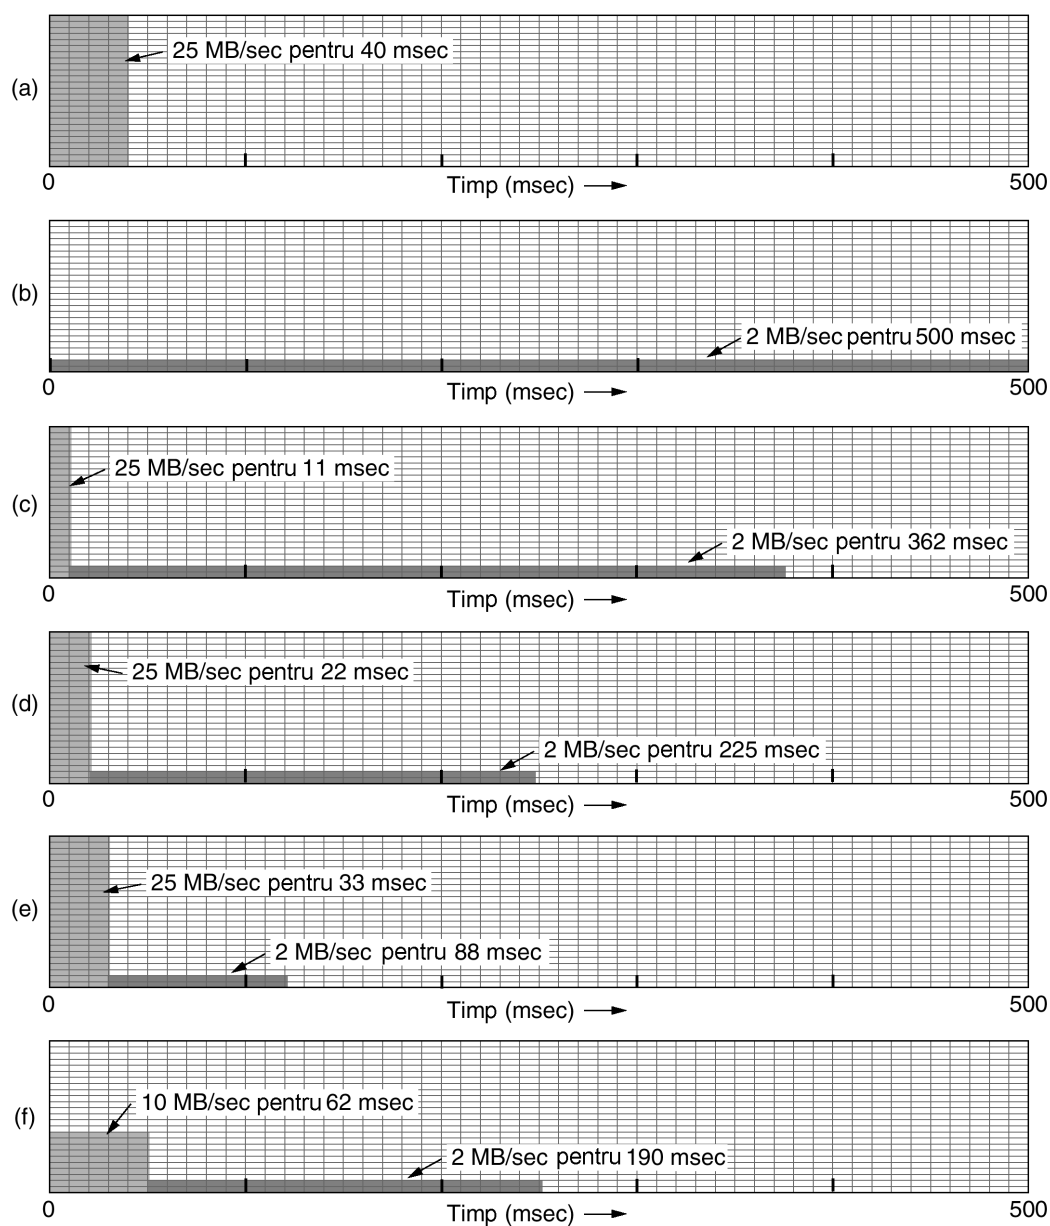 25 MB/sec pentru 40 msec
(a)
0
Timp (msec)
500
(b)
2 MB/sec pentru 500 msec
0
Timp (msec)
500
25 MB/sec pentru 11 msec
(c)
2 MB/sec pentru 362 msec
0
Timp (msec)
500
25 MB/sec pentru 22 msec
(d)
2 MB/sec pentru 225 msec
0
Timp (msec)
500
25 MB/sec pentru 33 msec
(e)
2 MB/sec pentru 88 msec
0
Timp (msec)
500
10 MB/sec pentru 62 msec
(f)
2 MB/sec pentru 190 msec
0
Timp (msec)
500